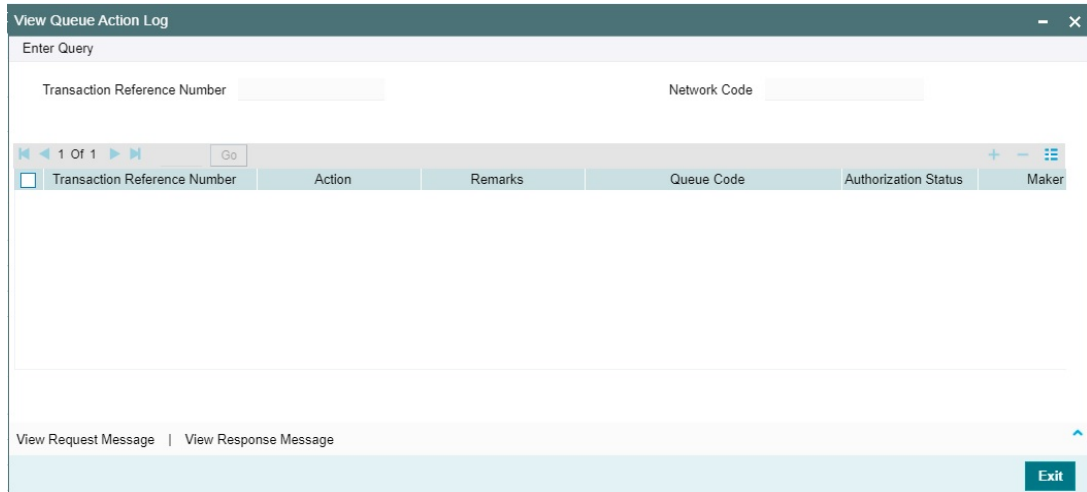 View Queue Action Log
Enter Query
Transaction Reference Number Network Code
1 Of 1 Go
Transaction Reference Number Action Remarks Queue Code Authorization Status Maker
View Request Message | View Response Message
Exit